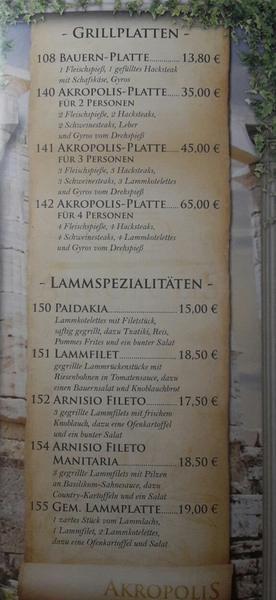 - GRILLPLATTEN -
108 BAUERN-PLATTE............... 13,80 €
1 Fleischspieß, 1 gefülltes Hacksteak
mit Schafskäse, Gyros
140 AKROPOLIS-PLATTE...... 35,00 €
FÜR 2 PERSONEN
2 Fleischspieße, 2 Hacksteaks,
2 Schweinesteaks, Leber
und Gyros vom Drehspieß
141 AKROPOLIS-PLATTE...... 45,00 €
FÜR 3 PERSONEN
3 Fleischspieße, 3 Hacksteaks,
3 Schweinesteaks, 3 Lammkoteletts
und Gyros vom Drehspieß
142 AKROPOLIS-PLATTE...... 65,00 €
FÜR 4 PERSONEN
4 Fleischspieße, 4 Hacksteaks,
4 Schweinesteaks, 4 Lammkoteletts
und Gyros vom Drehspieß
- LAMMSPEZIALITÄTEN -
150 PAIDAKIA........................ 15,00 €
Lammkoteletts mit Filetstück,
saftig gegrillt, dazu Tzatiki, Reis,
Pommes Frites und ein bunter Salat
151 LAMMFILET...................... 18,50 €
gegrillte Lammrückenstücke mit
Riesenbohnen in Tomatensauce, dazu
einen Bauernsalat und Knoblauchbrot
152 ARNISIO FILETO............. 17,50 €
3 gegrillte Lammfilets mit frischem
Knoblauch, dazu eine Ofenkartoffel
und ein bunter Salat
154 ARNISIO FILETO
MANITARIA...................... 18.50 €
3 gegrillte Lammfilets mit Pilzen
an Basilikum-Sahnesauce, dazu
Country-Kartoffeln und ein Salat
155 GEM. LAMMPLATTE...... 19,00 €
1 zartes Stück vom Lammlachs,
1 Lammfilet, 2 Lammkoteletts,
dazu eine Ofenkartoffel und Salat
AKROPOLIS